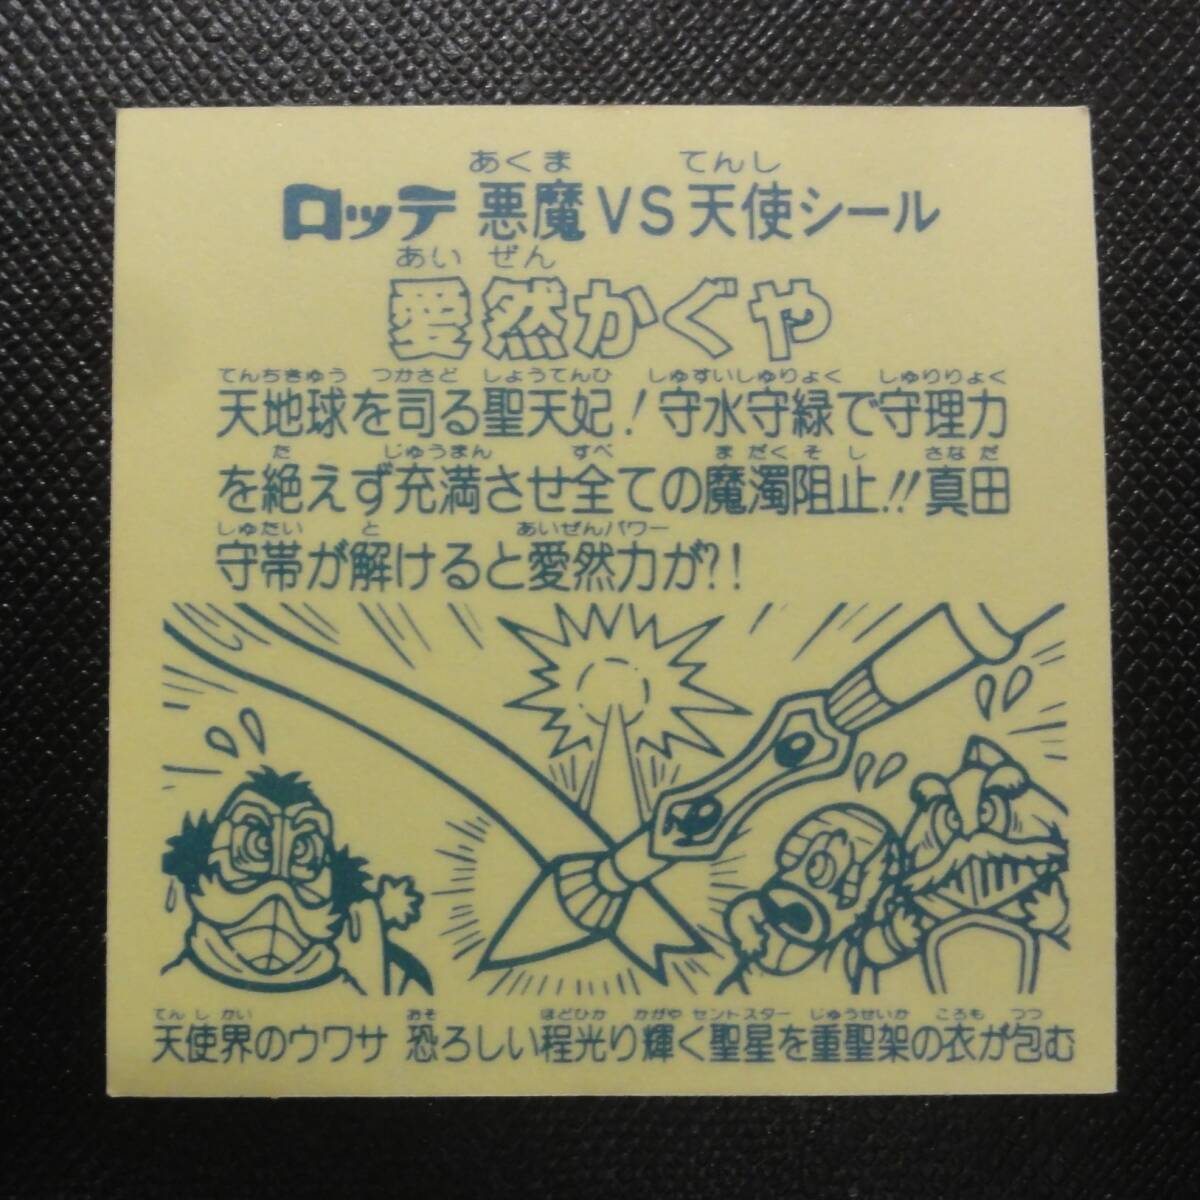 あくま てんし
ロッテ 悪魔VS天使シール
あい ぜん
愛然かぐや
てんちきゅう つかさど しょうてんひ しゅすいしゅりょく しゅりりょく
天地球を司る聖天妃!守水守緑で守理力
た じゅうまん すべ まだくそし さなだ
を絶えず充満させ全ての魔濁阻止!!真田
しゅたい と あいぜんパワー
守帯が解けると愛然力が?!
てんしかい おそ ほどひか かがや セントスター じゅうせいか ころも つつ
天使界のウワサ 恐ろしい程光り輝く聖星を重聖架の衣が包む